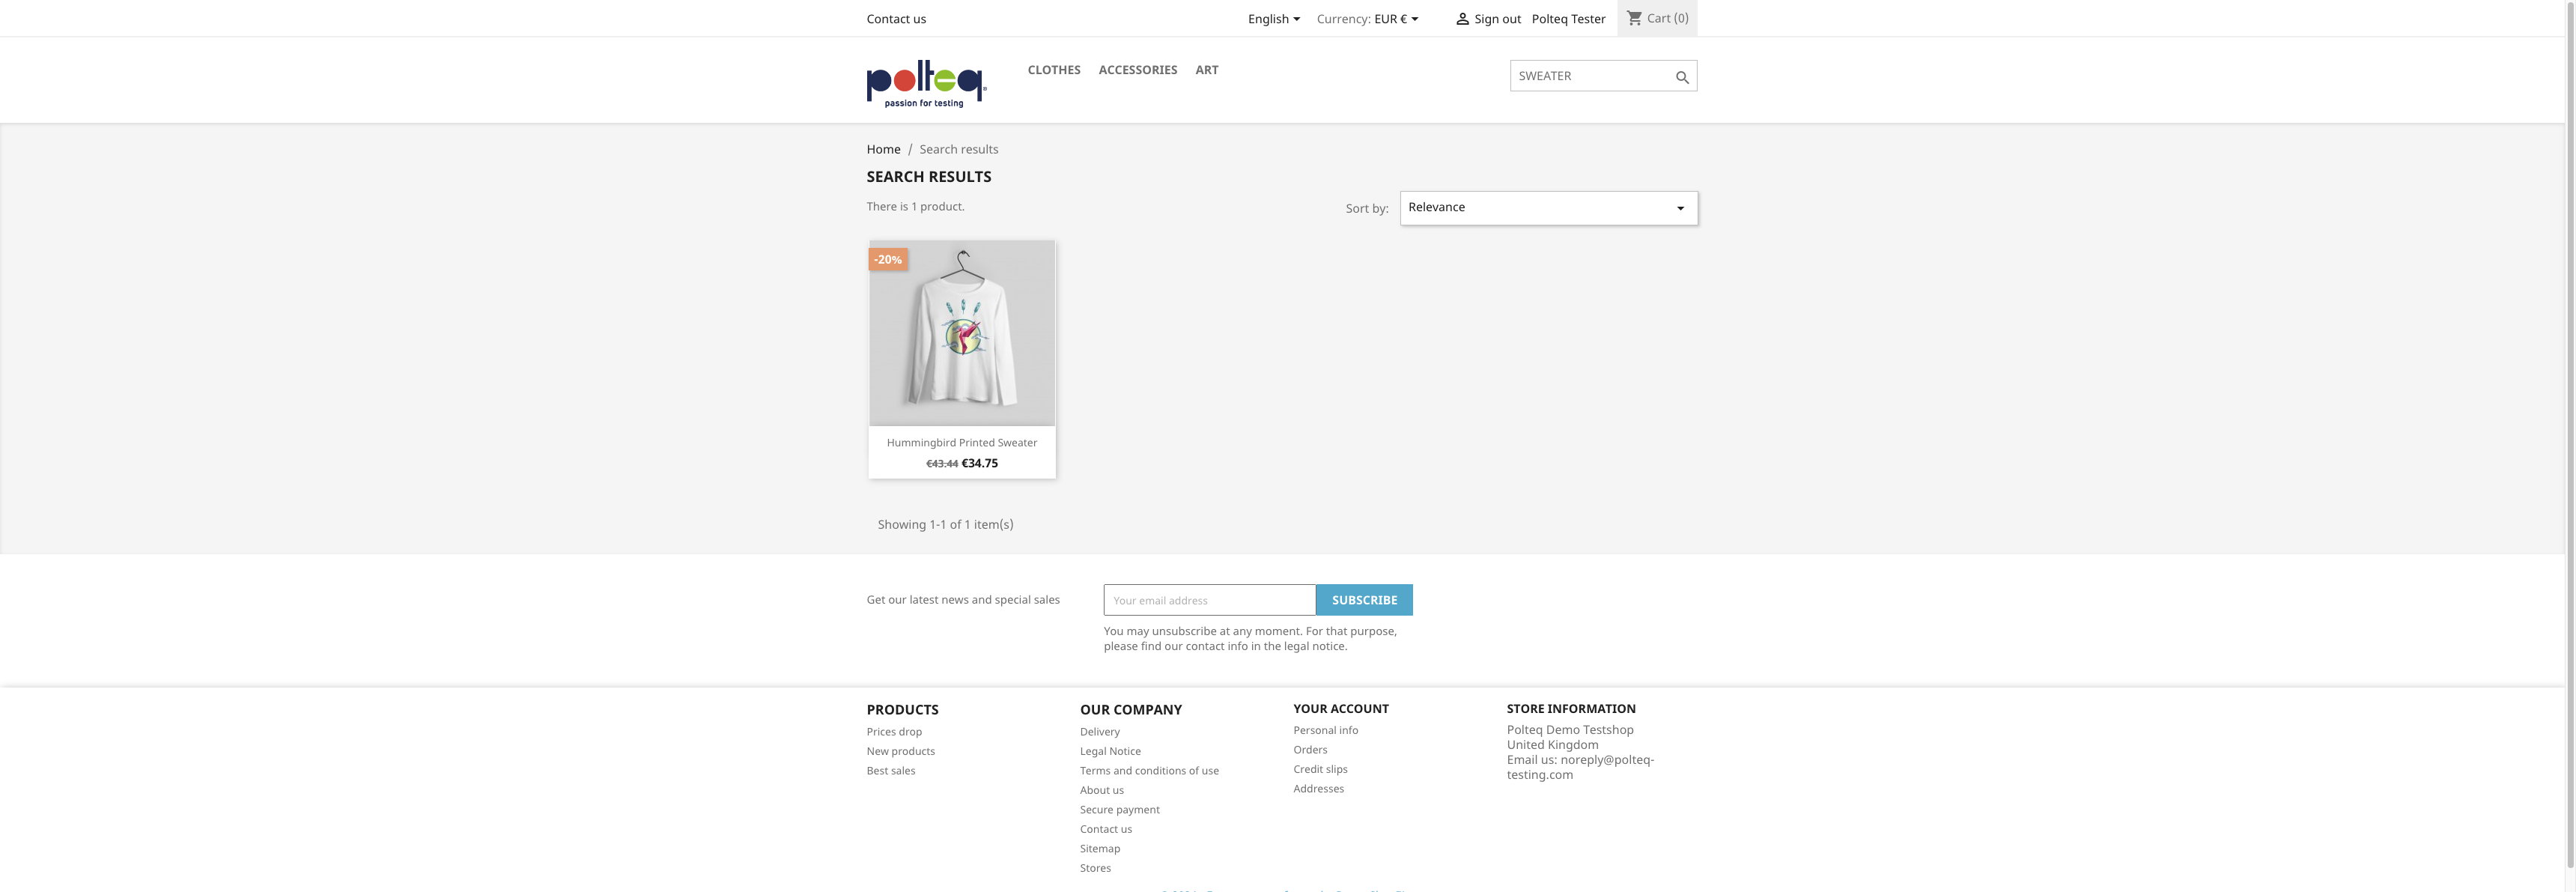 Contact us
English
Currency: EUR €
Sign out
Polteq Tester
Cart (0)
polteq
passion for testing
CLOTHES
ACCESSORIES
ART
SWEATER
Home / Search results
SEARCH RESULTS
There is 1 product.
Sort by:
Relevance
-20%
Hummingbird Printed Sweater
€43.44 €34.75
Showing 1-1 of 1 item(s)
Get our latest news and special sales
Your email address
SUBSCRIBE
You may unsubscribe at any moment. For that purpose,
please find our contact info in the legal notice.
PRODUCTS
Prices drop
New products
Best sales
OUR COMPANY
Delivery
Legal Notice
Terms and conditions of use
About us
Secure payment
Contact us
Sitemap
Stores
YOUR ACCOUNT
Personal info
Orders
Credit slips
Addresses
STORE INFORMATION
Polteq Demo Testshop
United Kingdom
Email us: noreply@polteq-
testing.com